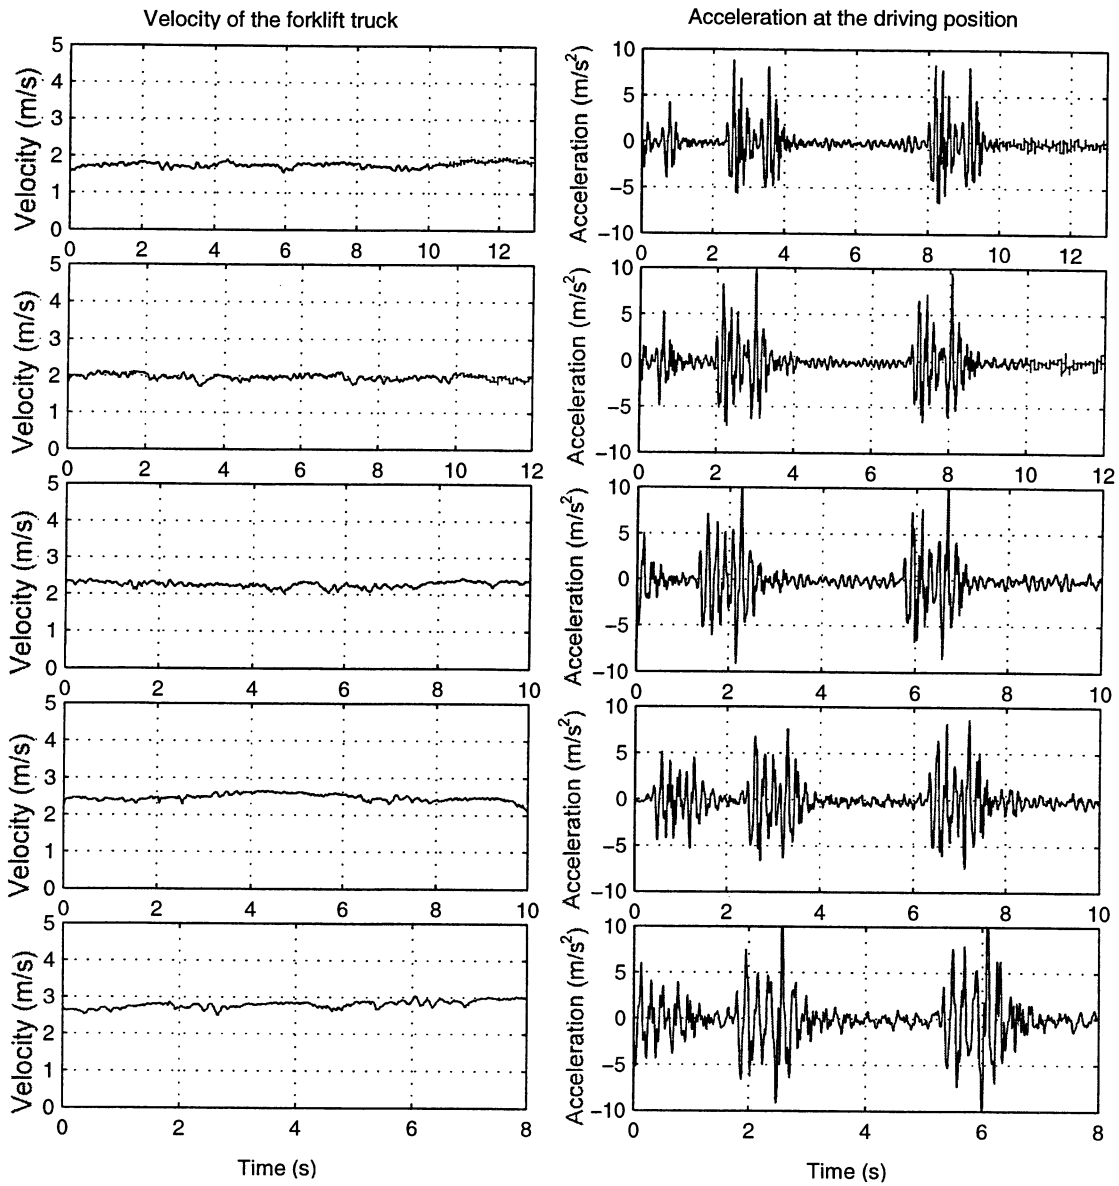 Velocity of the forklift truck
Acceleration at the driving position
5
4
3
2
1
0
Velocity (m/s)
0 2 4 6 8 10 12
10
5
0
−5
−10
Acceleration (m/s²)
0 2 4 6 8 10 12
5
4
3
2
1
0
Velocity (m/s)
0 2 4 6 8 10 12
10
5
0
−5
−10
Acceleration (m/s²)
0 2 4 6 8 10 12
5
4
3
2
1
0
Velocity (m/s)
0 2 4 6 8 10
10
5
0
−5
−10
Acceleration (m/s²)
0 2 4 6 8 10
5
4
3
2
1
0
Velocity (m/s)
0 2 4 6 8 10
10
5
0
−5
−10
Acceleration (m/s²)
0 2 4 6 8 10
5
4
3
2
1
0
Velocity (m/s)
0 2 4 6 8
Time (s)
10
5
0
−5
−10
Acceleration (m/s²)
0 2 4 6 8
Time (s)